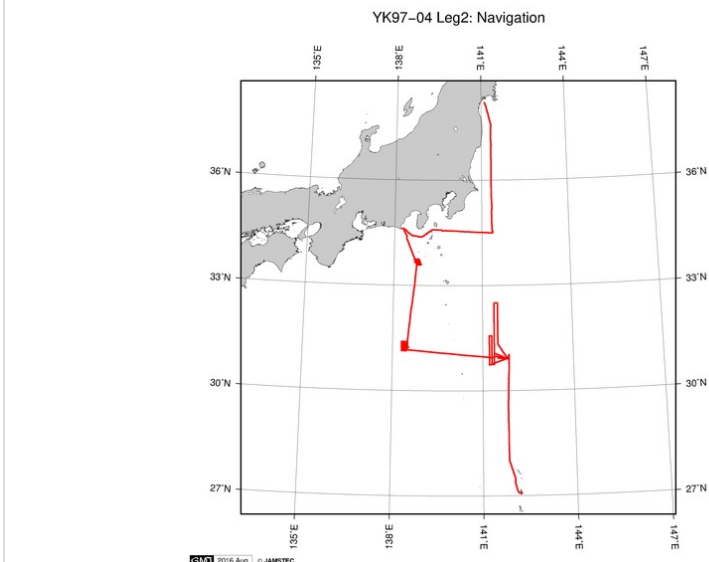 YK97-04 Leg2: Navigation
135°E 138°E 141°E 144°E 147°E
36°N 36°N
33°N 33°N
30°N 30°N
27°N 27°N
135°E 138°E 141°E 144°E 147°E
GMD 2016 Aug © JAMSTEC